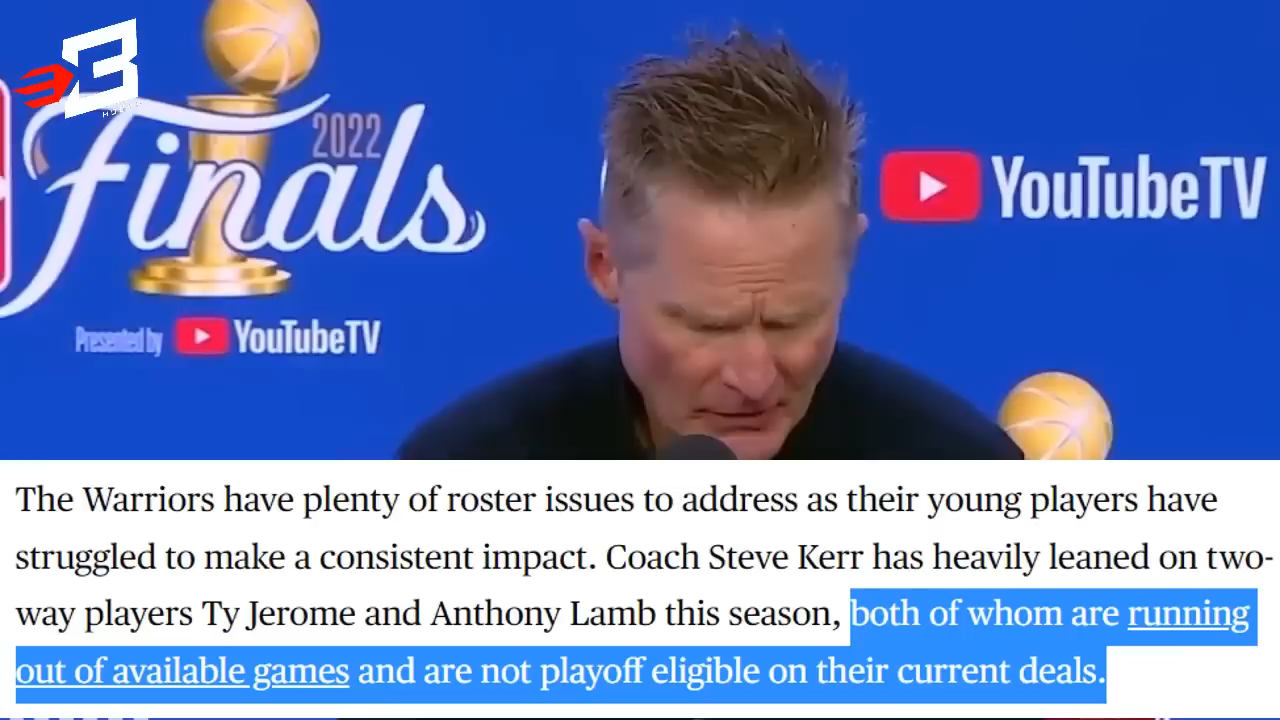 2022
Finals
YouTubeTV
Presented by YouTubeTV
The Warriors have plenty of roster issues to address as their young players have
struggled to make a consistent impact. Coach Steve Kerr has heavily leaned on two-
way players Ty Jerome and Anthony Lamb this season, both of whom are running
out of available games and are not playoff eligible on their current deals.